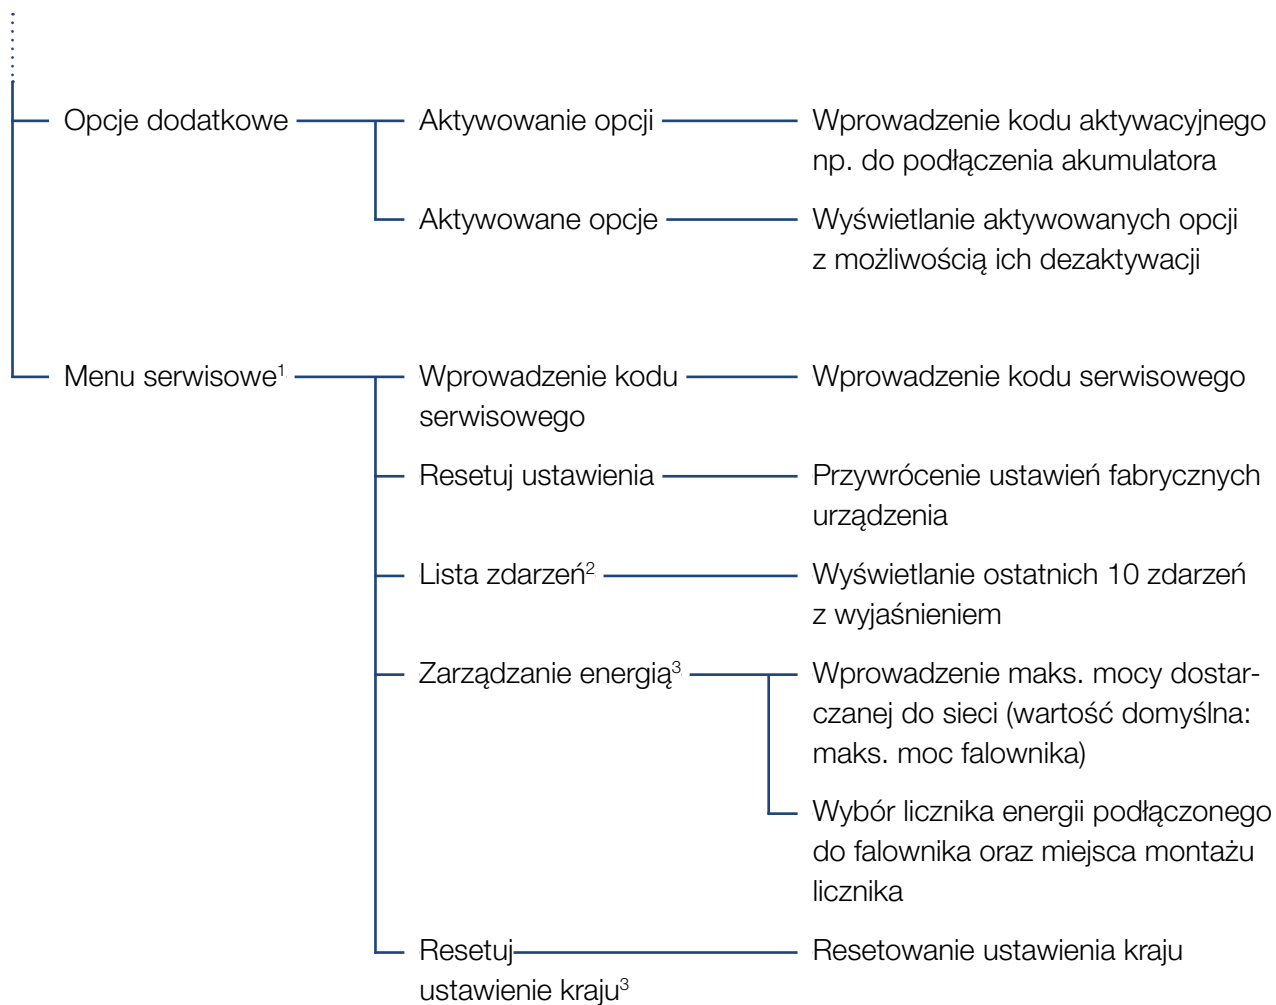 Opcje dodatkowe
Aktywowanie opcji
Wprowadzenie kodu aktywacyjnego
np. do podłączenia akumulatora
Aktywowane opcje
Wyświetlanie aktywowanych opcji
z możliwością ich dezaktywacji
Menu serwisowe¹
Wprowadzenie kodu
serwisowego
Wprowadzenie kodu serwisowego
Resetuj ustawienia
Przywrócenie ustawień fabrycznych
urządzenia
Lista zdarzeń²
Wyświetlanie ostatnich 10 zdarzeń
z wyjaśnieniem
Zarządzanie energią³
Wprowadzenie maks. mocy dostar-
czanej do sieci (wartość domyślna:
maks. moc falownika)
Wybór licznika energii podłączonego
do falownika oraz miejsca montażu
licznika
Resetuj
ustawienie kraju³
Resetowanie ustawienia kraju